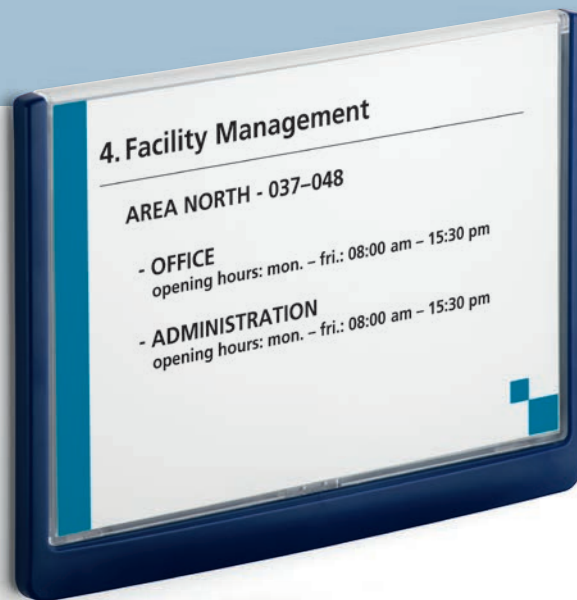 4. Facility Management
AREA NORTH - 037–048
- OFFICE
opening hours: mon. – fri.: 08:00 am – 15:30 pm
- ADMINISTRATION
opening hours: mon. – fri.: 08:00 am – 15:30 pm